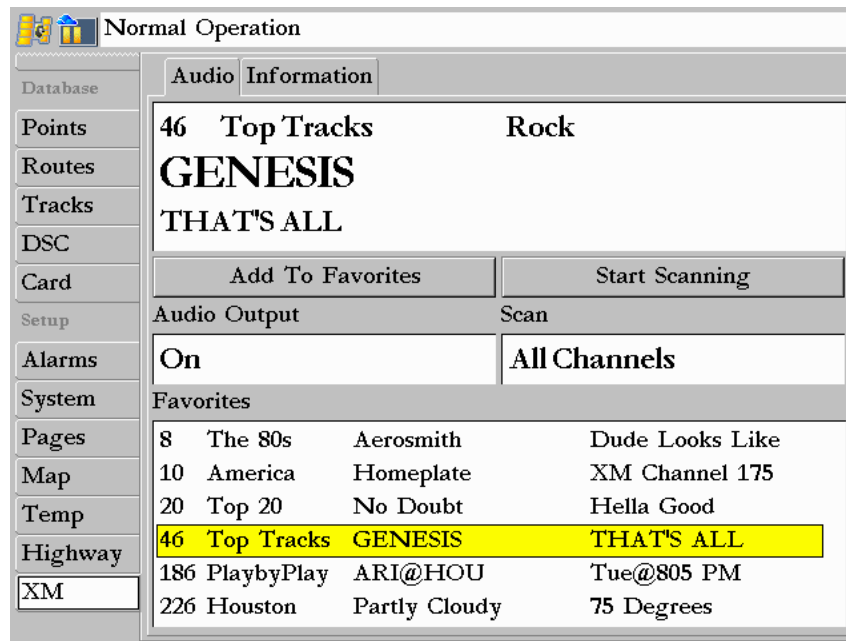 Normal Operation
Database
Points
Routes
Tracks
DSC
Card
Setup
Alarms
System
Pages
Map
Temp
Highway
XM
Audio Information
46 Top Tracks Rock
GENESIS
THAT'S ALL
Add To Favorites Start Scanning
Audio Output Scan
On All Channels
Favorites
8 The 80s Aerosmith Dude Looks Like
10 America Homeplate XM Channel 175
20 Top 20 No Doubt Hella Good
46 Top Tracks GENESIS THAT'S ALL
186 PlaybyPlay ARI@HOU Tue@805 PM
226 Houston Partly Cloudy 75 Degrees